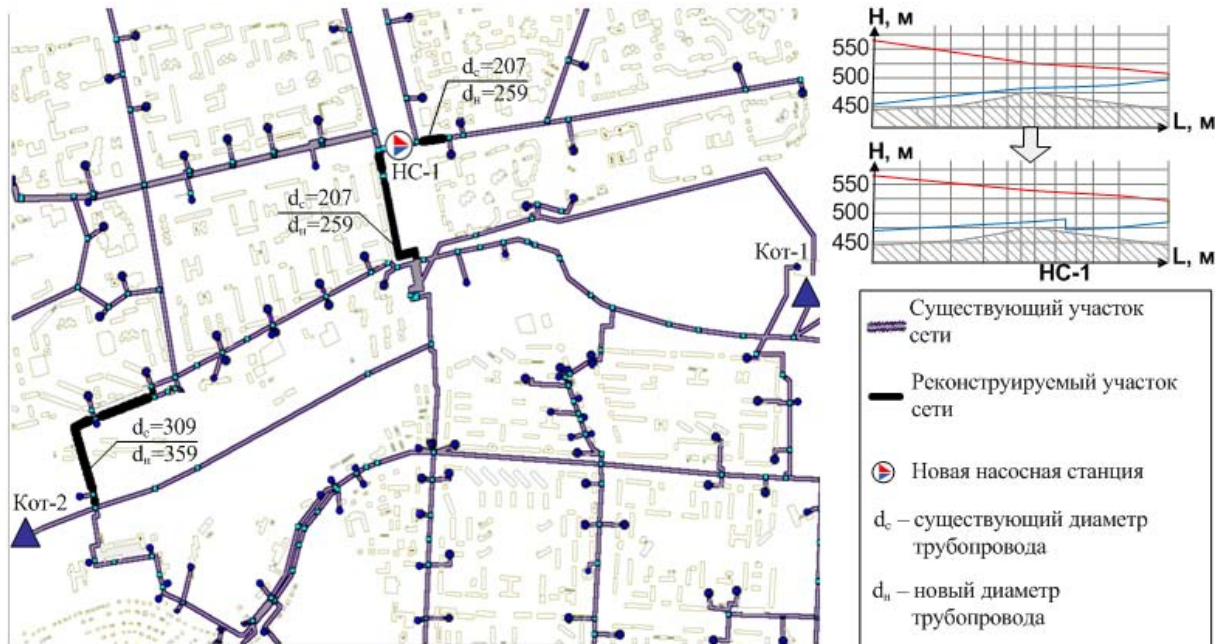 dс=207
dн=259
НС-1
dс=207
dн=259
Кот-1
dс=309
dн=359
Кот-2
H, м
550
500
450
L, м
H, м
550
500
450
L, м
НС-1
Существующий участок
сети
Реконструируемый участок
сети
Новая насосная станция
dс – существующий диаметр
трубопровода
dн – новый диаметр
трубопровода